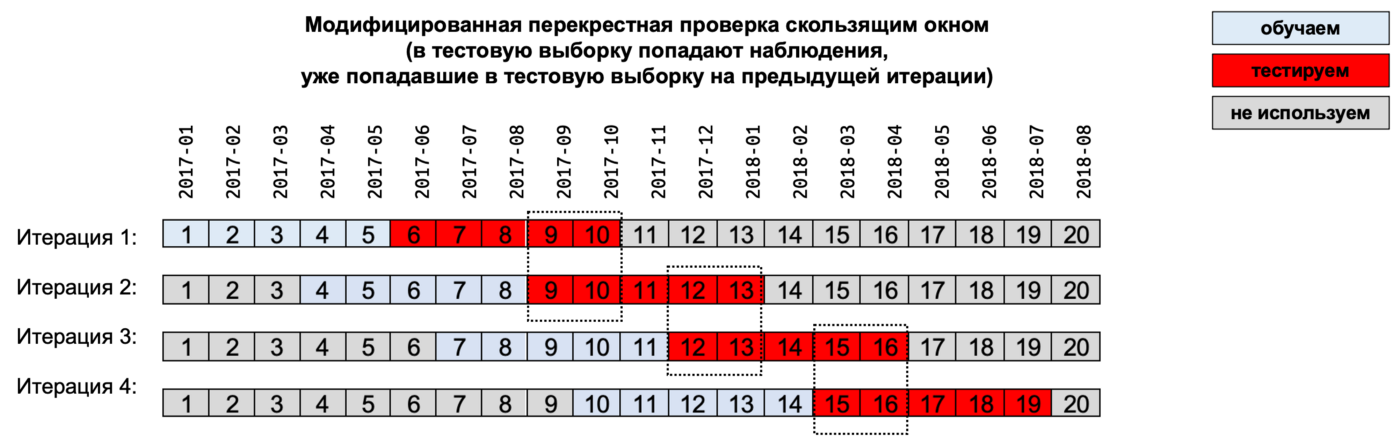 Модифицированная перекрестная проверка скользящим окном
(в тестовую выборку попадают наблюдения,
уже попадавшие в тестовую выборку на предыдущей итерации)
обучаем
тестируем
не используем
2017-01 2017-02 2017-03 2017-04 2017-05 2017-06 2017-07 2017-08 2017-09 2017-10 2017-11 2017-12 2018-01 2018-02 2018-03 2018-04 2018-05 2018-06 2018-07 2018-08
Итерация 1: 1 2 3 4 5 6 7 8 9 10 11 12 13 14 15 16 17 18 19 20
Итерация 2: 1 2 3 4 5 6 7 8 9 10 11 12 13 14 15 16 17 18 19 20
Итерация 3: 1 2 3 4 5 6 7 8 9 10 11 12 13 14 15 16 17 18 19 20
Итерация 4: 1 2 3 4 5 6 7 8 9 10 11 12 13 14 15 16 17 18 19 20